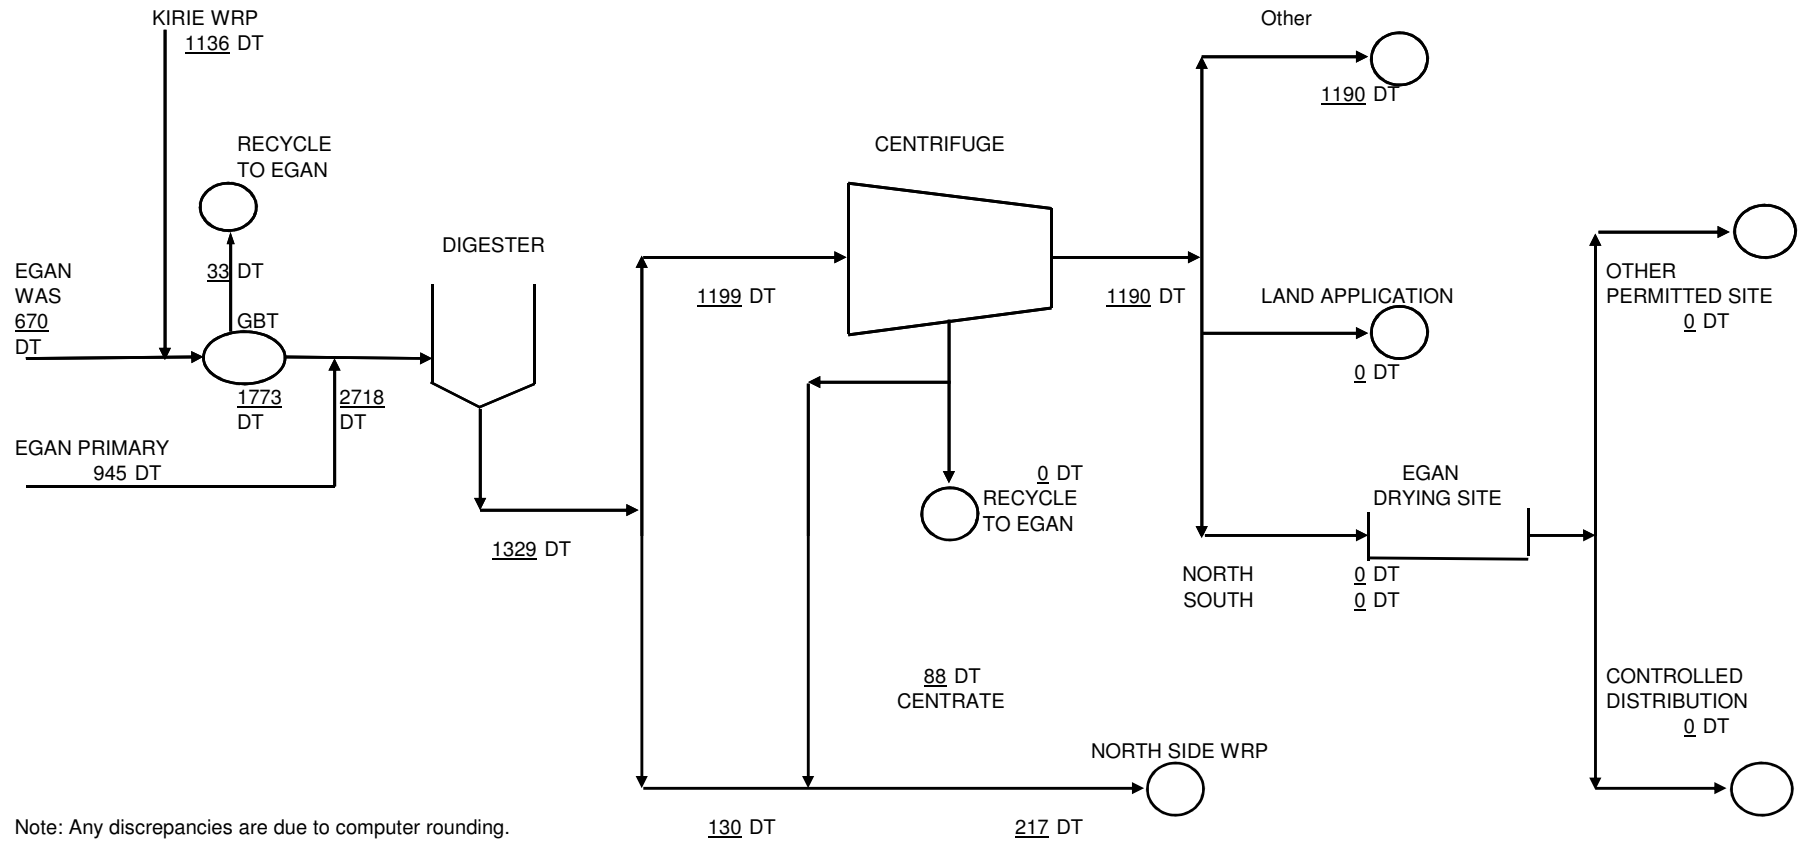 KIRIE WRP
1136 DT
Other
1190 DT
RECYCLE
TO EGAN
CENTRIFUGE
DIGESTER
EGAN
WAS
670
DT
33 DT
GBT
1773
DT
2718
DT
EGAN PRIMARY
945 DT
1199 DT
1190 DT
LAND APPLICATION
0 DT
OTHER
PERMITTED SITE
0 DT
0 DT
RECYCLE
TO EGAN
EGAN
DRYING SITE
1329 DT
NORTH 0 DT
SOUTH 0 DT
88 DT
CENTRATE
CONTROLLED
DISTRIBUTION
0 DT
NORTH SIDE WRP
130 DT
217 DT
Note: Any discrepancies are due to computer rounding.